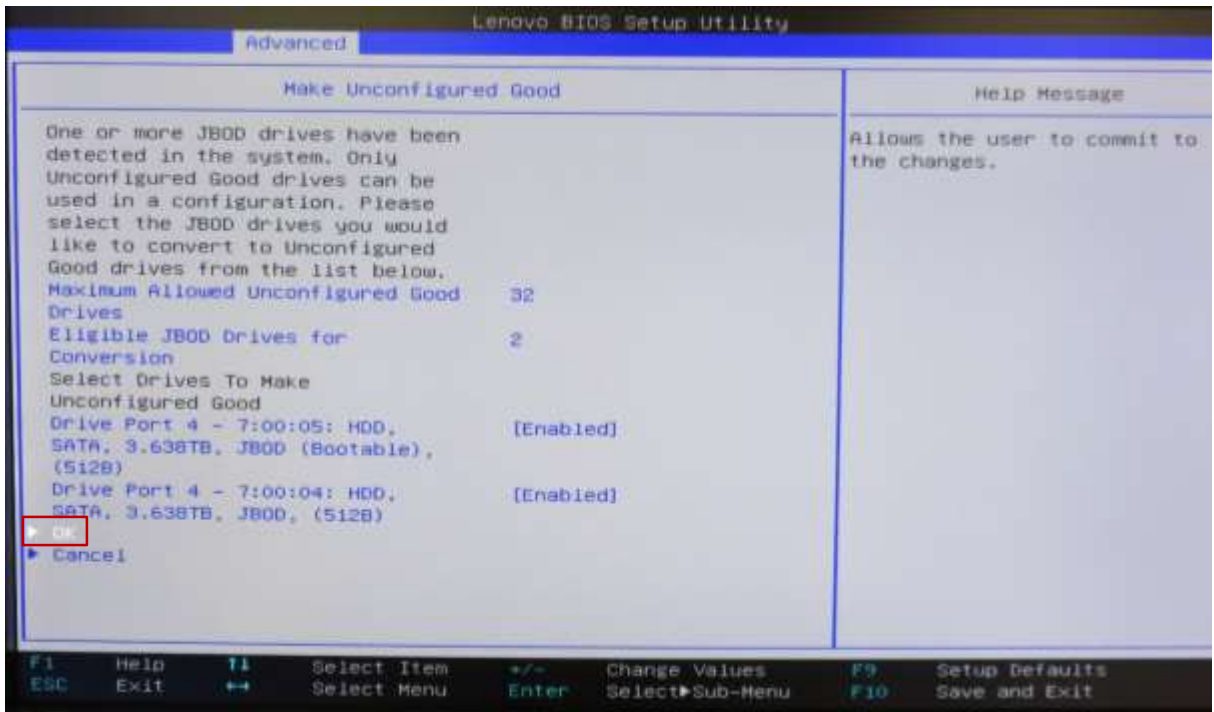 Lenovo BIOS Setup Utility
Advanced
Make Unconfigured Good
One or more JBOD drives have been
detected in the system. Only
Unconfigured Good drives can be
used in a configuration. Please
select the JBOD drives you would
like to convert to Unconfigured
Good drives from the list below.
Maximum Allowed Unconfigured Good 32
Drives
Eligible JBOD Drives for 2
Conversion
Select Drives To Make
Unconfigured Good
Drive Port 4 - 7:00:05: HDD, [Enabled]
SATA, 3.638TB, JBOD (Bootable),
(512B)
Drive Port 4 - 7:00:04: HDD, [Enabled]
SATA, 3.638TB, JBOD, (512B)
▶ OK
▶ Cancel
Help Message
Allows the user to commit to
the changes.
F1 Help ↑↓ Select Item +/- Change Values F9 Setup Defaults
ESC Exit ↔ Select Menu Enter Select▶Sub-Menu F10 Save and Exit